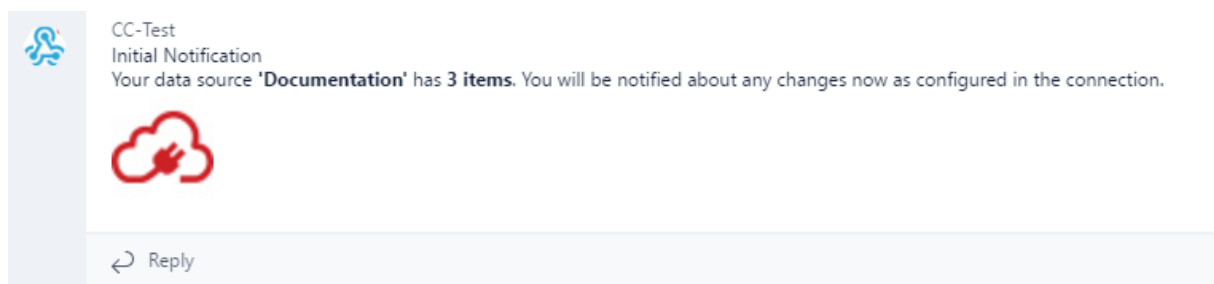 CC-Test
Initial Notification
Your data source 'Documentation' has 3 items. You will be notified about any changes now as configured in the connection.
Reply